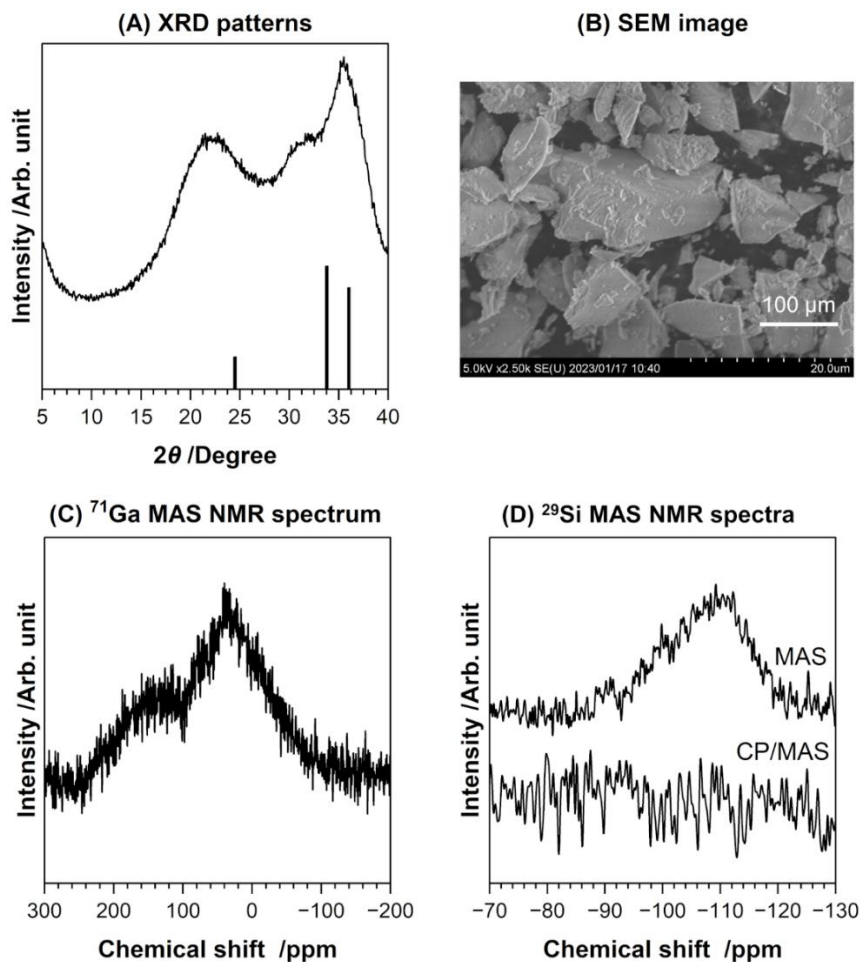 (A) XRD patterns
Intensity /Arb. unit
5 10 15 20 25 30 35 40
2θ /Degree
(B) SEM image
100 μm
5.0kV x2.50k SE(U) 2023/01/17 10:40 20.0um
(C) ⁷¹Ga MAS NMR spectrum
Intensity /Arb. unit
300 200 100 0 −100 −200
Chemical shift /ppm
(D) ²⁹Si MAS NMR spectra
Intensity /Arb. unit
MAS
CP/MAS
−70 −80 −90 −100 −110 −120 −130
Chemical shift /ppm